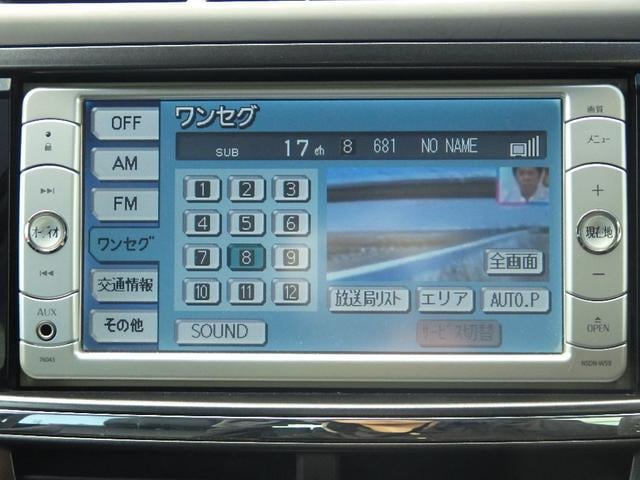 OFF
AM
FM
ワンセグ
交通情報
その他
ワンセグ
SUB 17ch 8 681 NO NAME
1 2 3
4 5 6
7 8 9
10 11 12
SOUND
全画面
放送局リスト
エリア
AUTO.P
サービス切替
オーディオ
AUX
76043
画質
メニュー
+
現在地
−
OPEN
NSDN-W59